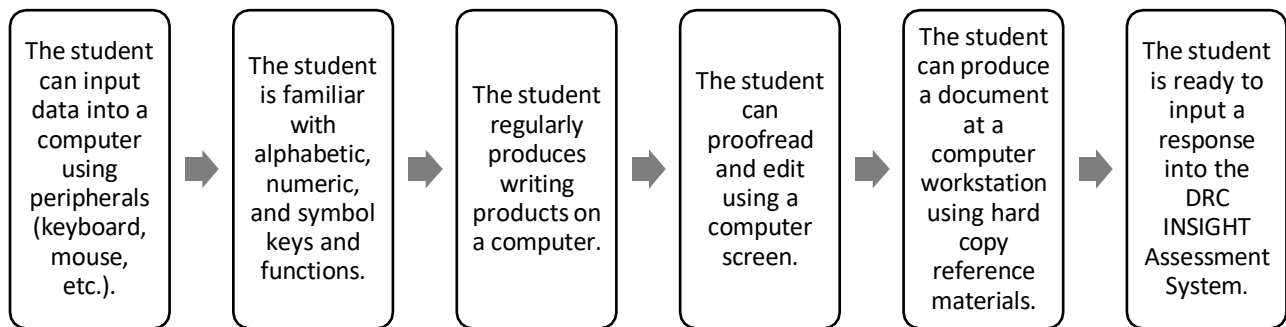 The student
can input
data into a
computer
using
peripherals
(keyboard,
mouse,
etc.).
The student
is familiar
with
alphabetic,
numeric,
and symbol
keys and
functions.
The student
regularly
produces
writing
products on
a computer.
The student
can
proofread
and edit
using a
computer
screen.
The student
can produce
a document
at a
computer
workstation
using hard
copy
reference
materials.
The student
is ready to
input a
response
into the
DRC
INSIGHT
Assessment
System.